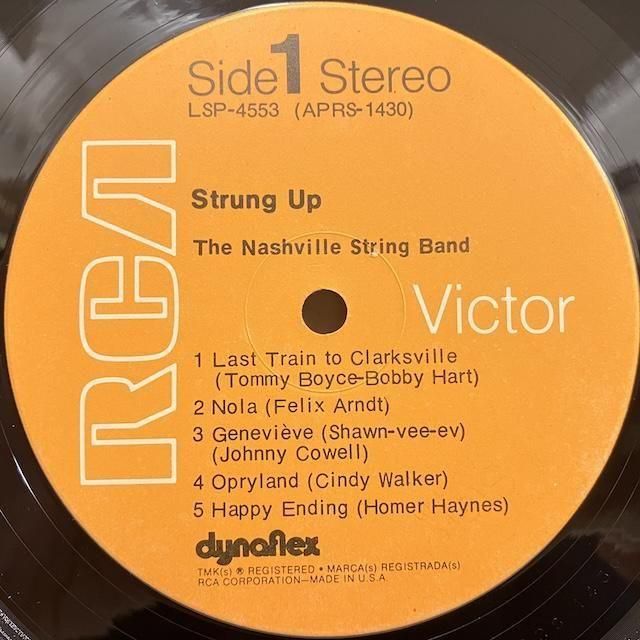 Side 1 Stereo
LSP-4553 (APRS-1430)
RCA
Strung Up
The Nashville String Band
Victor
1 Last Train to Clarksville
(Tommy Boyce-Bobby Hart)
2 Nola (Felix Arndt)
3 Geneviève (Shawn-vee-ev)
(Johnny Cowell)
4 Opryland (Cindy Walker)
5 Happy Ending (Homer Haynes)
dynaflex
TMK(s) ® REGISTERED • MARCA(s) REGISTRADA(s)
RCA CORPORATION—MADE IN U.S.A.